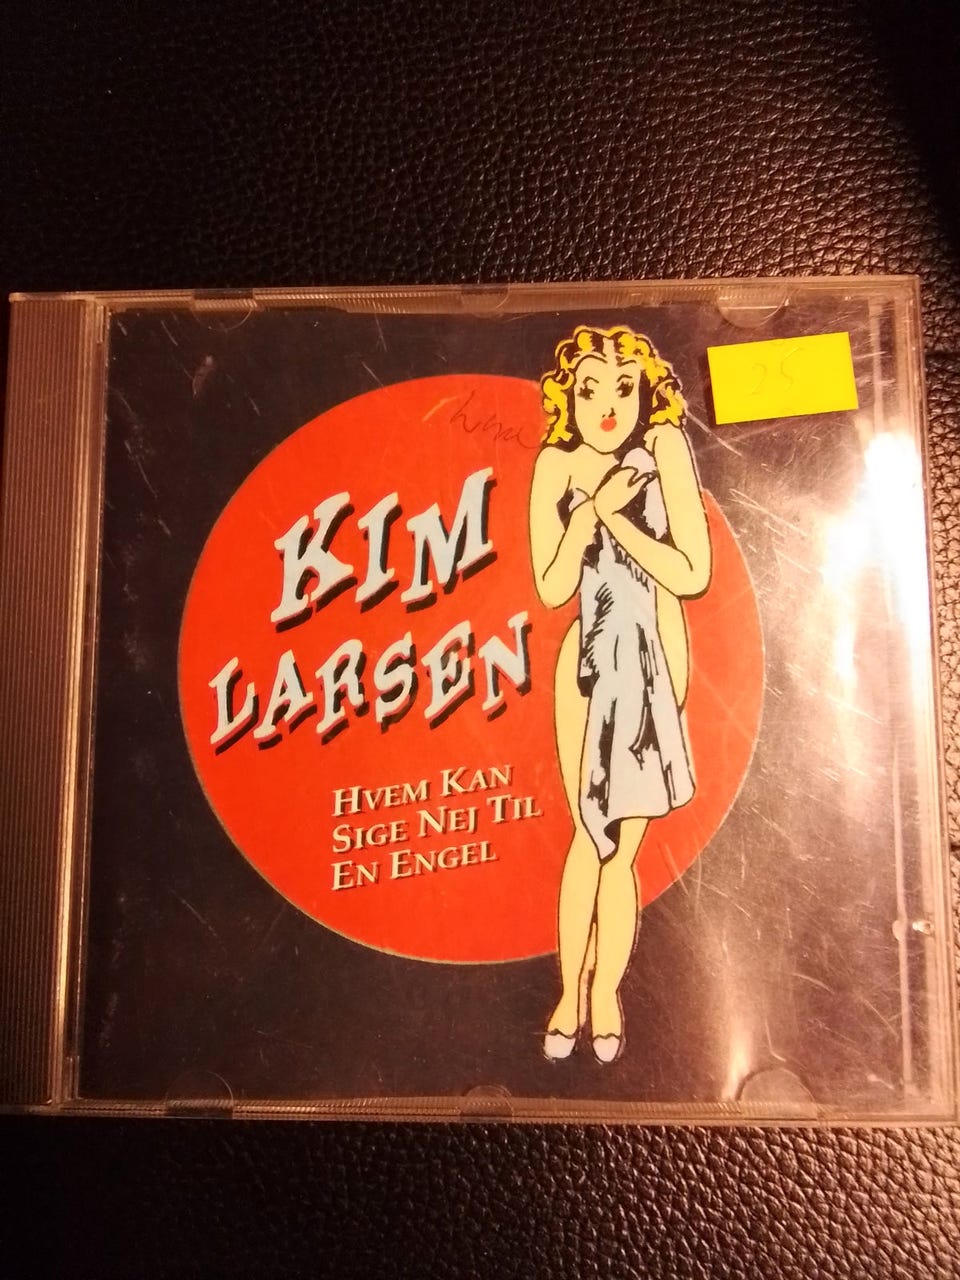 25
KIM
LARSEN
HVEM KAN
SIGE NEJ TIL
EN ENGEL